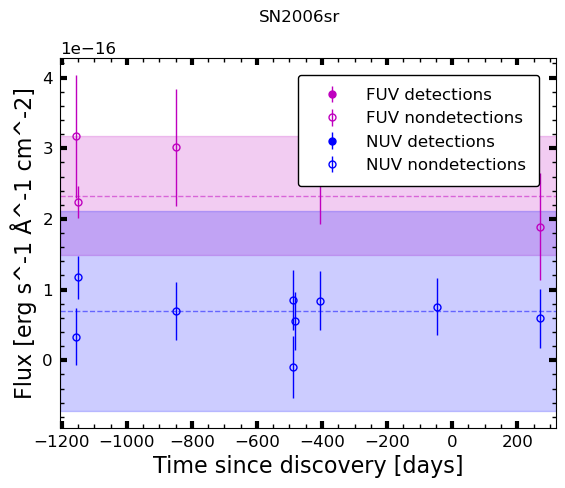 SN2006sr
1e−16
Flux [erg s^-1 Å^-1 cm^-2]
4
3
2
1
0
FUV detections
FUV nondetections
NUV detections
NUV nondetections
−1200 −1000 −800 −600 −400 −200 0 200
Time since discovery [days]